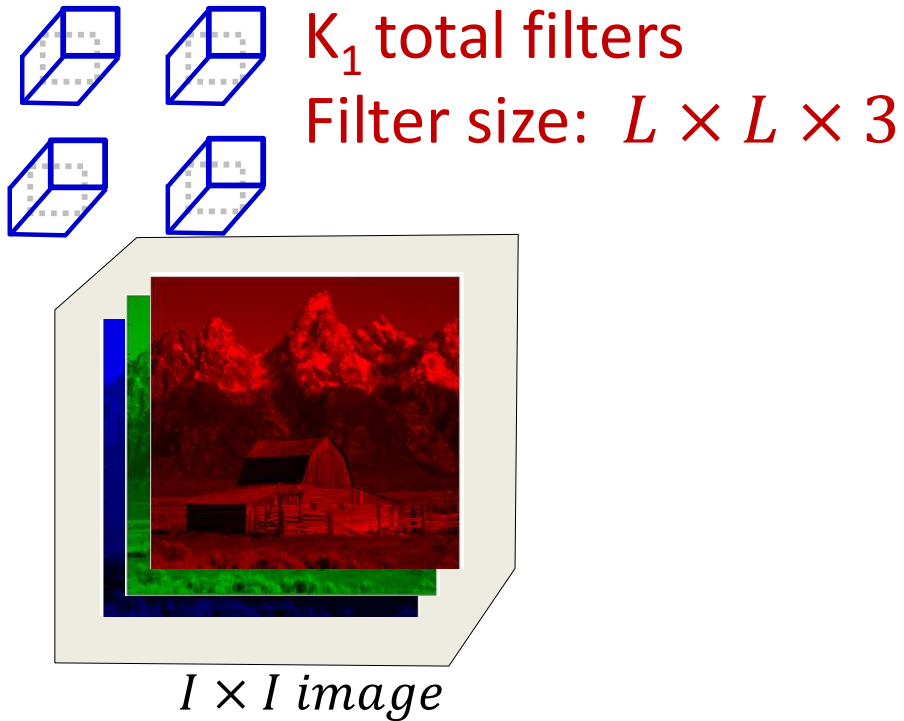 K₁ total filters
Filter size: L × L × 3
I × I image